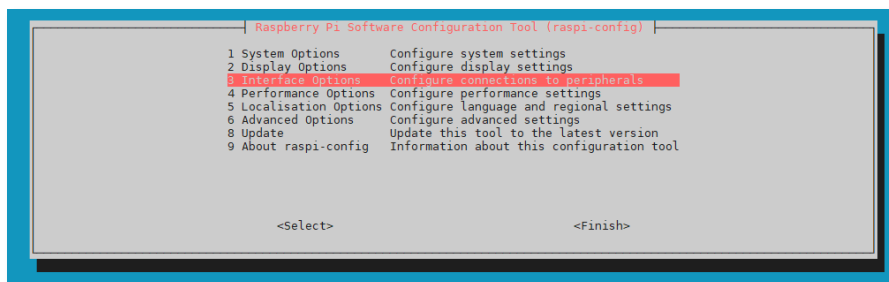 Raspberry Pi Software Configuration Tool (raspi-config)
1 System Options Configure system settings
2 Display Options Configure display settings
3 Interface Options Configure connections to peripherals
4 Performance Options Configure performance settings
5 Localisation Options Configure language and regional settings
6 Advanced Options Configure advanced settings
8 Update Update this tool to the latest version
9 About raspi-config Information about this configuration tool
<Select> <Finish>